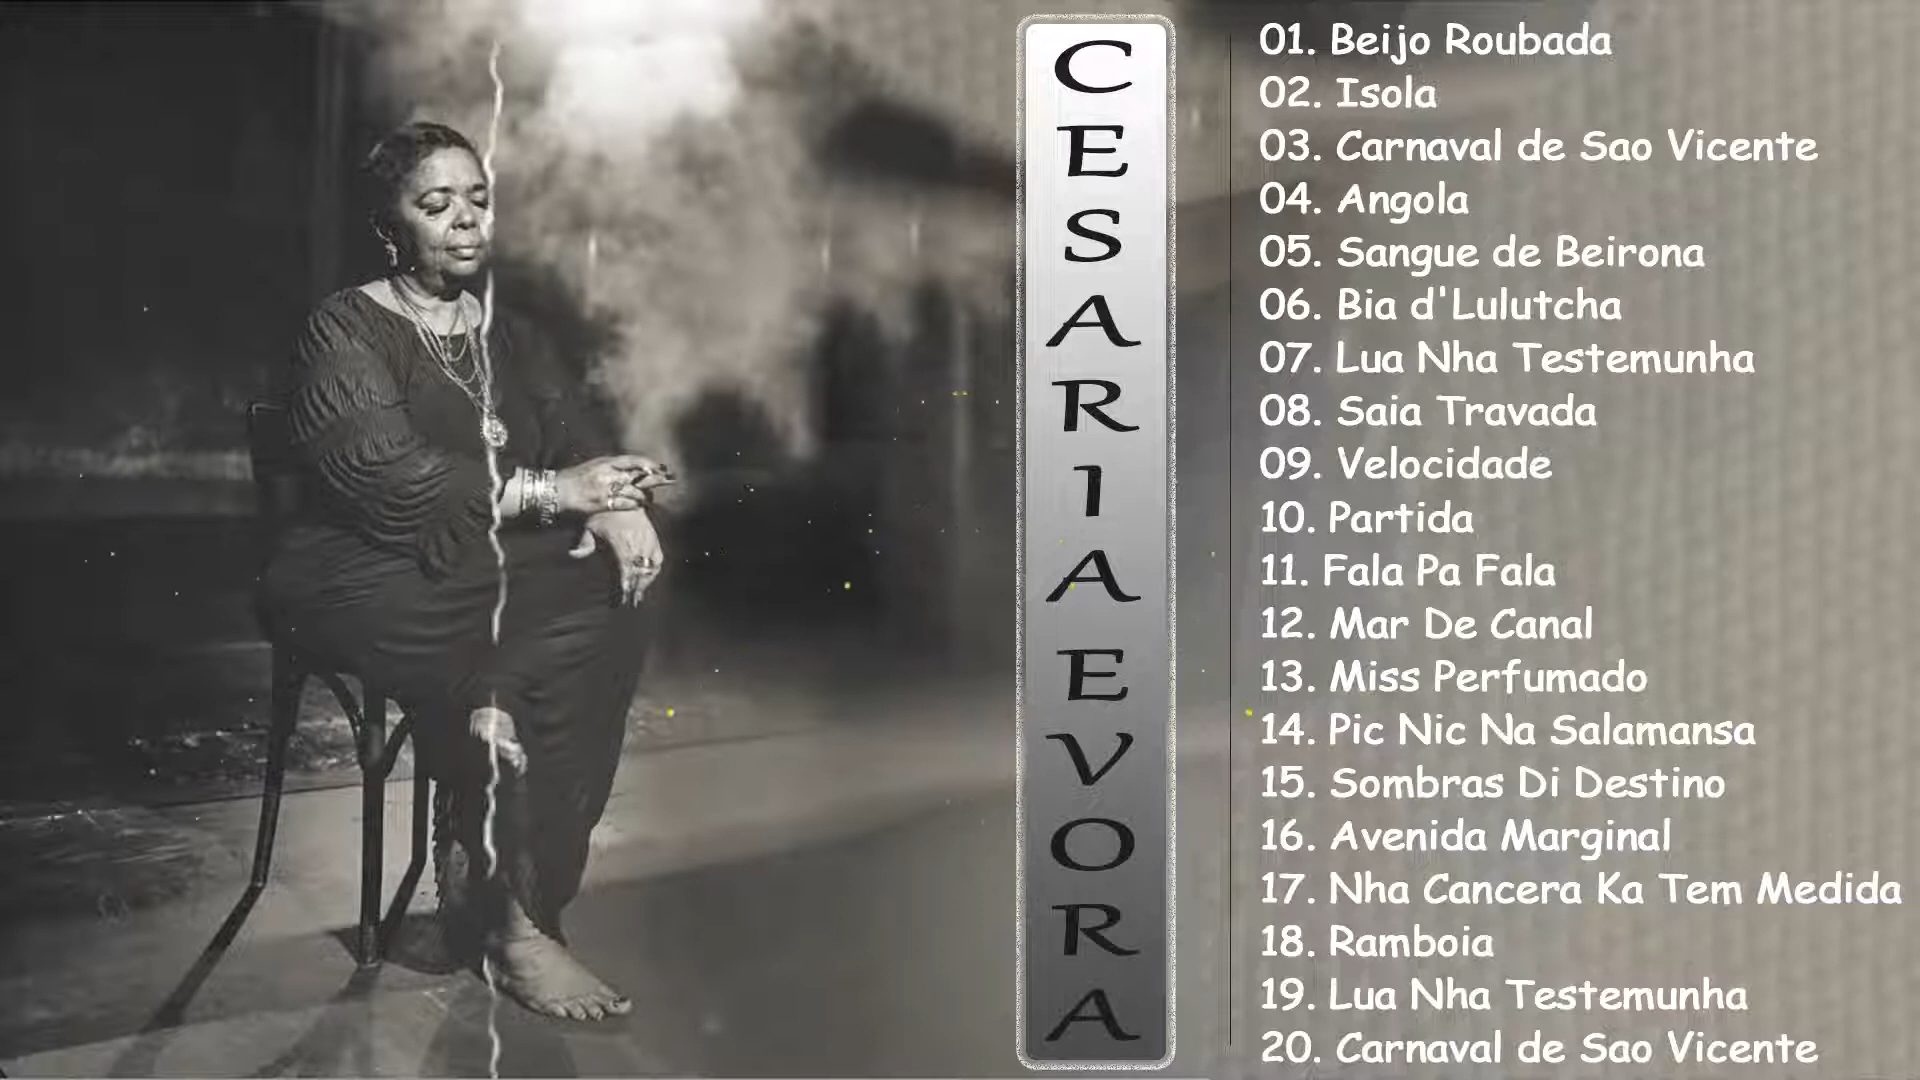 CESARIA EVORA
01. Beijo Roubada
02. Isola
03. Carnaval de Sao Vicente
04. Angola
05. Sangue de Beirona
06. Bia d'Lulutcha
07. Lua Nha Testemunha
08. Saia Travada
09. Velocidade
10. Partida
11. Fala Pa Fala
12. Mar De Canal
13. Miss Perfumado
14. Pic Nic Na Salamansa
15. Sombras Di Destino
16. Avenida Marginal
17. Nha Cancera Ka Tem Medida
18. Ramboia
19. Lua Nha Testemunha
20. Carnaval de Sao Vicente